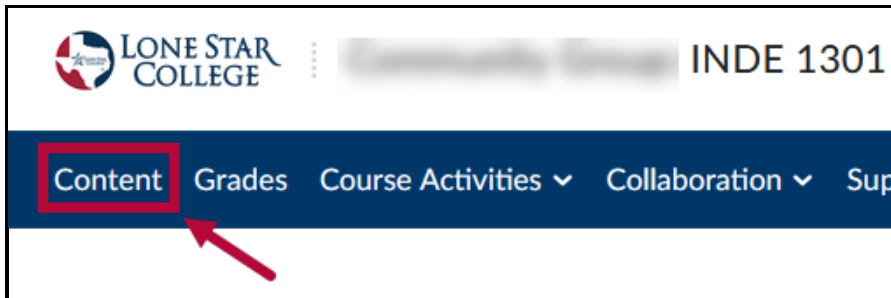 LONE STAR
COLLEGE
INDE 1301
Content Grades Course Activities Collaboration Sup